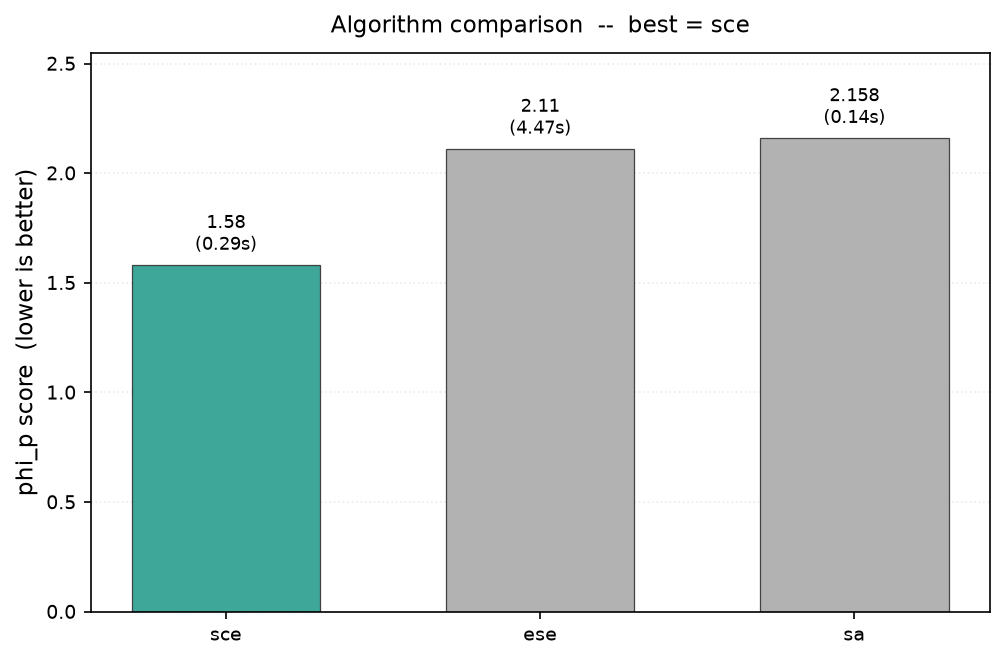 Algorithm comparison  --  best = sce
phi_p score  (lower is better)
2.5
2.0
1.5
1.0
0.5
0.0
1.58
(0.29s)
2.11
(4.47s)
2.158
(0.14s)
sce
ese
sa